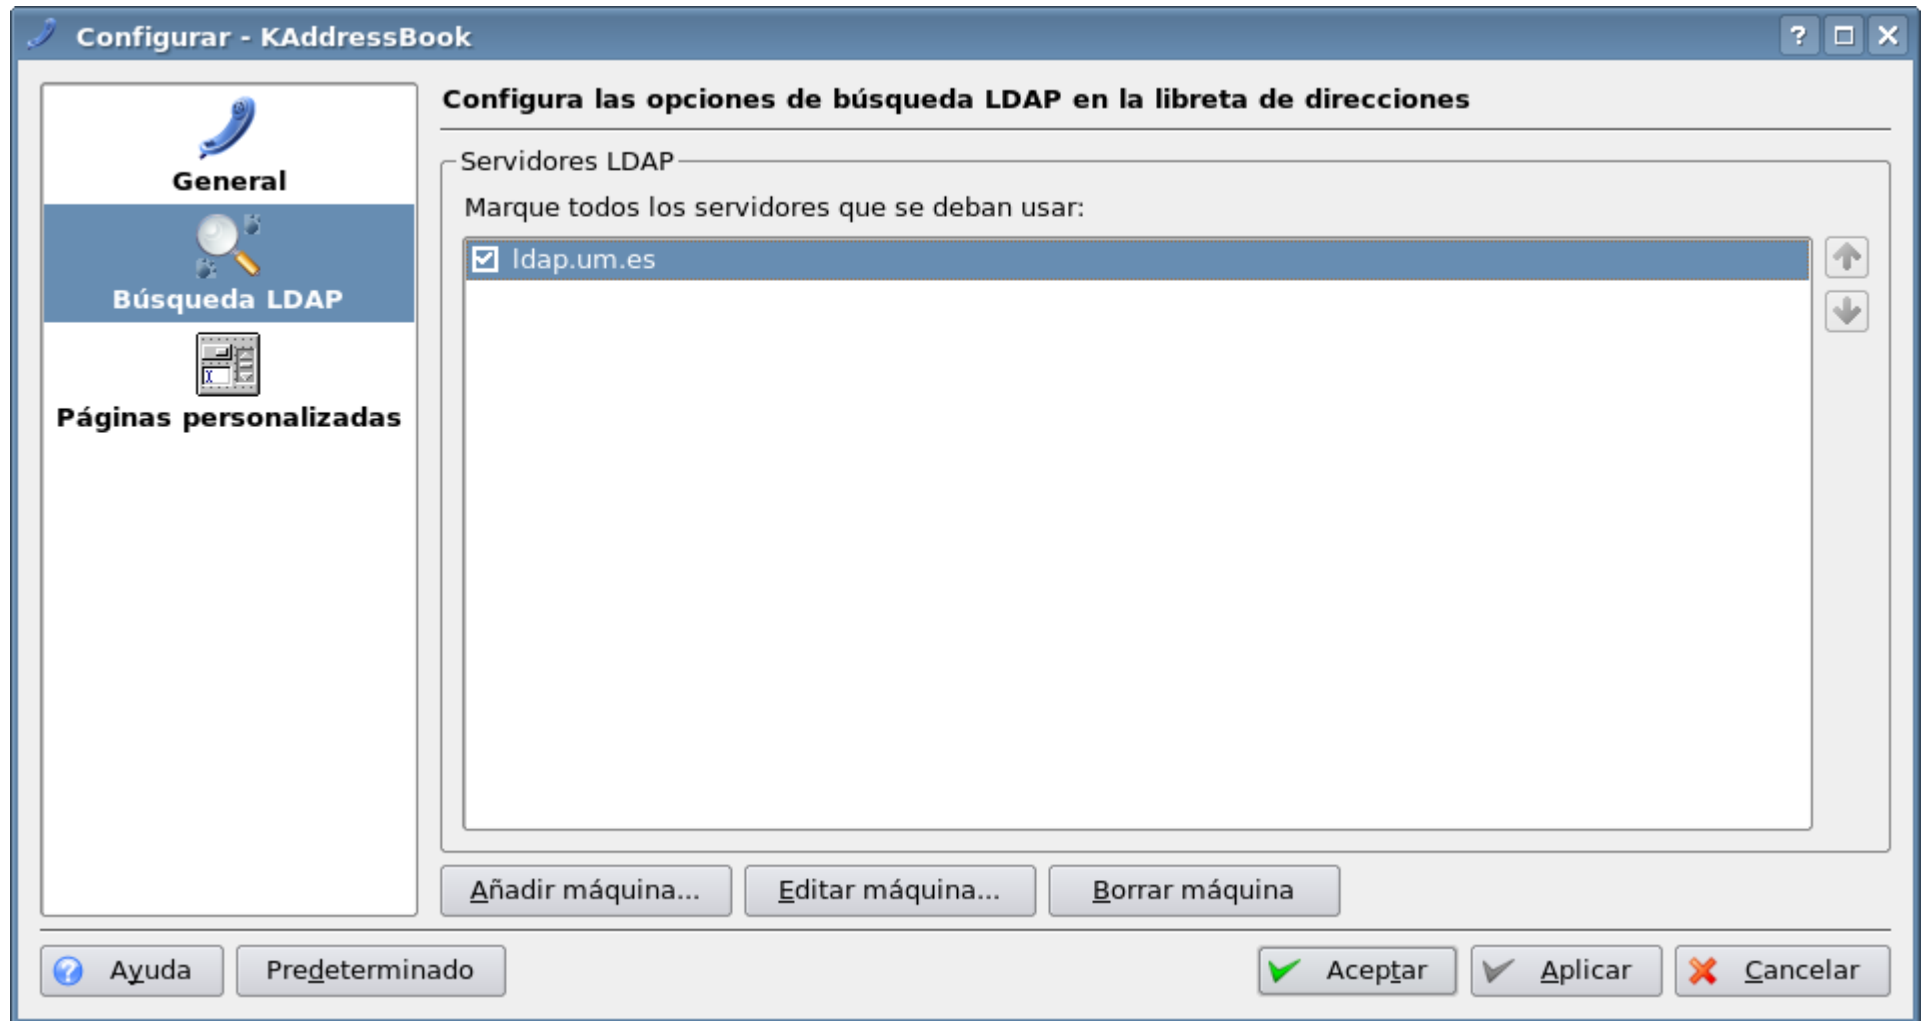 Configurar - KAddressBook
General
Búsqueda LDAP
Páginas personalizadas
Configura las opciones de búsqueda LDAP en la libreta de direcciones
Servidores LDAP
Marque todos los servidores que se deban usar:
ldap.um.es
Añadir máquina... Editar máquina... Borrar máquina
Ayuda Predeterminado Aceptar Aplicar Cancelar